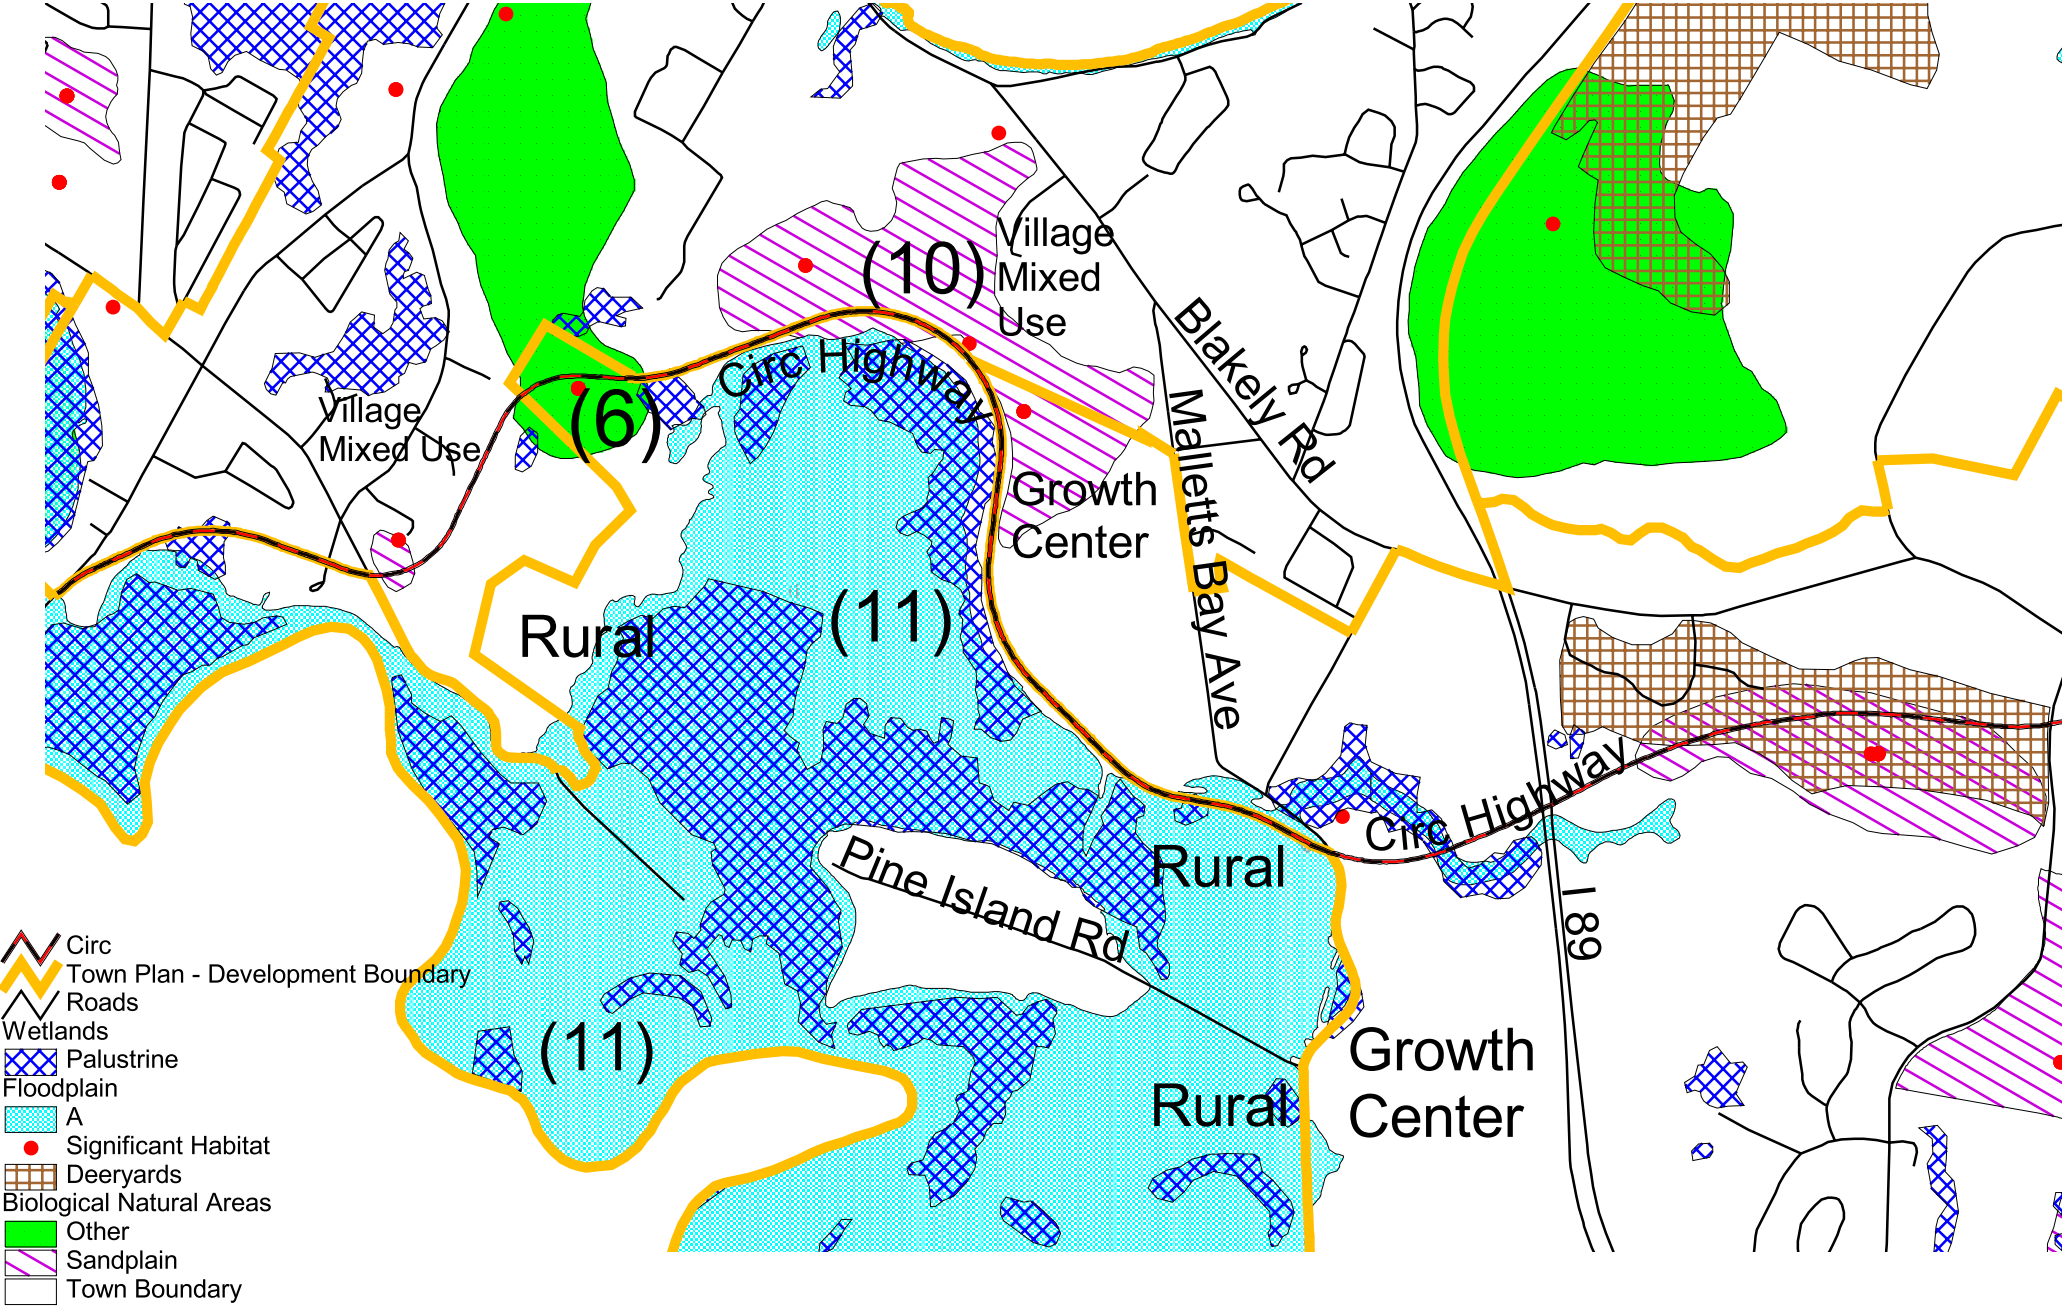 (10)
Village
Mixed
Use
Blakely Rd
Circ Highway
(6)
Village
Mixed Use
Malletts Bay Ave
Growth
Center
(11)
Rural
Circ Highway
Pine Island Rd
Rural
I 89
(11)
Growth
Center
Rural
Circ
Town Plan - Development Boundary
Roads
Wetlands
Palustrine
Floodplain
A
Significant Habitat
Deeryards
Biological Natural Areas
Other
Sandplain
Town Boundary